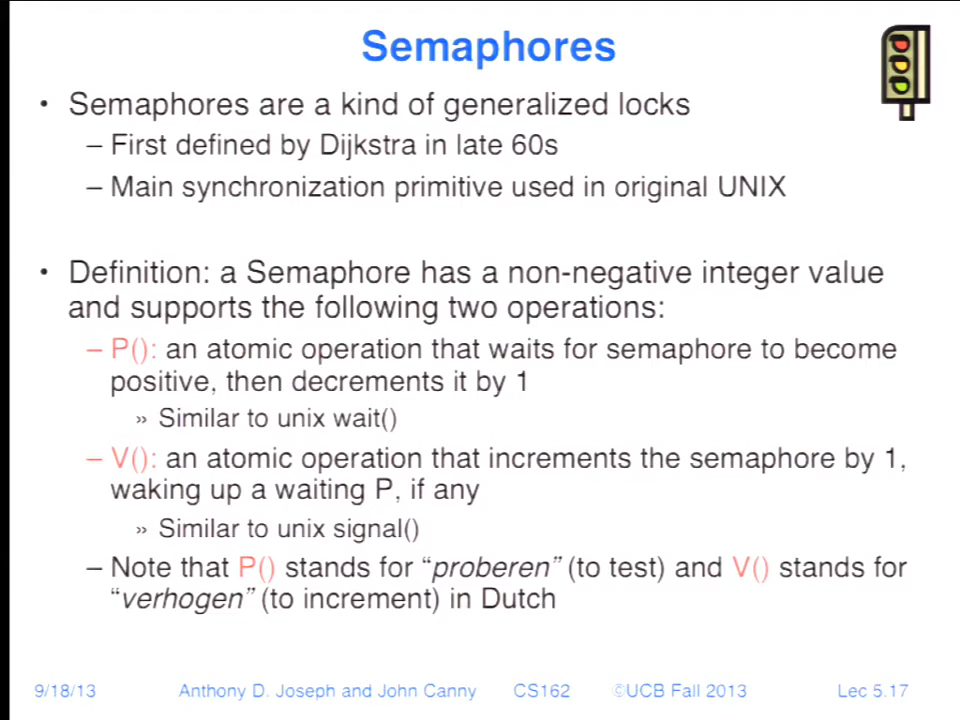 Semaphores
• Semaphores are a kind of generalized locks
– First defined by Dijkstra in late 60s
– Main synchronization primitive used in original UNIX
• Definition: a Semaphore has a non-negative integer value
and supports the following two operations:
– P(): an atomic operation that waits for semaphore to become
positive, then decrements it by 1
» Similar to unix wait()
– V(): an atomic operation that increments the semaphore by 1,
waking up a waiting P, if any
» Similar to unix signal()
– Note that P() stands for “proberen” (to test) and V() stands for
“verhogen” (to increment) in Dutch
9/18/13 Anthony D. Joseph and John Canny CS162 ©UCB Fall 2013 Lec 5.17